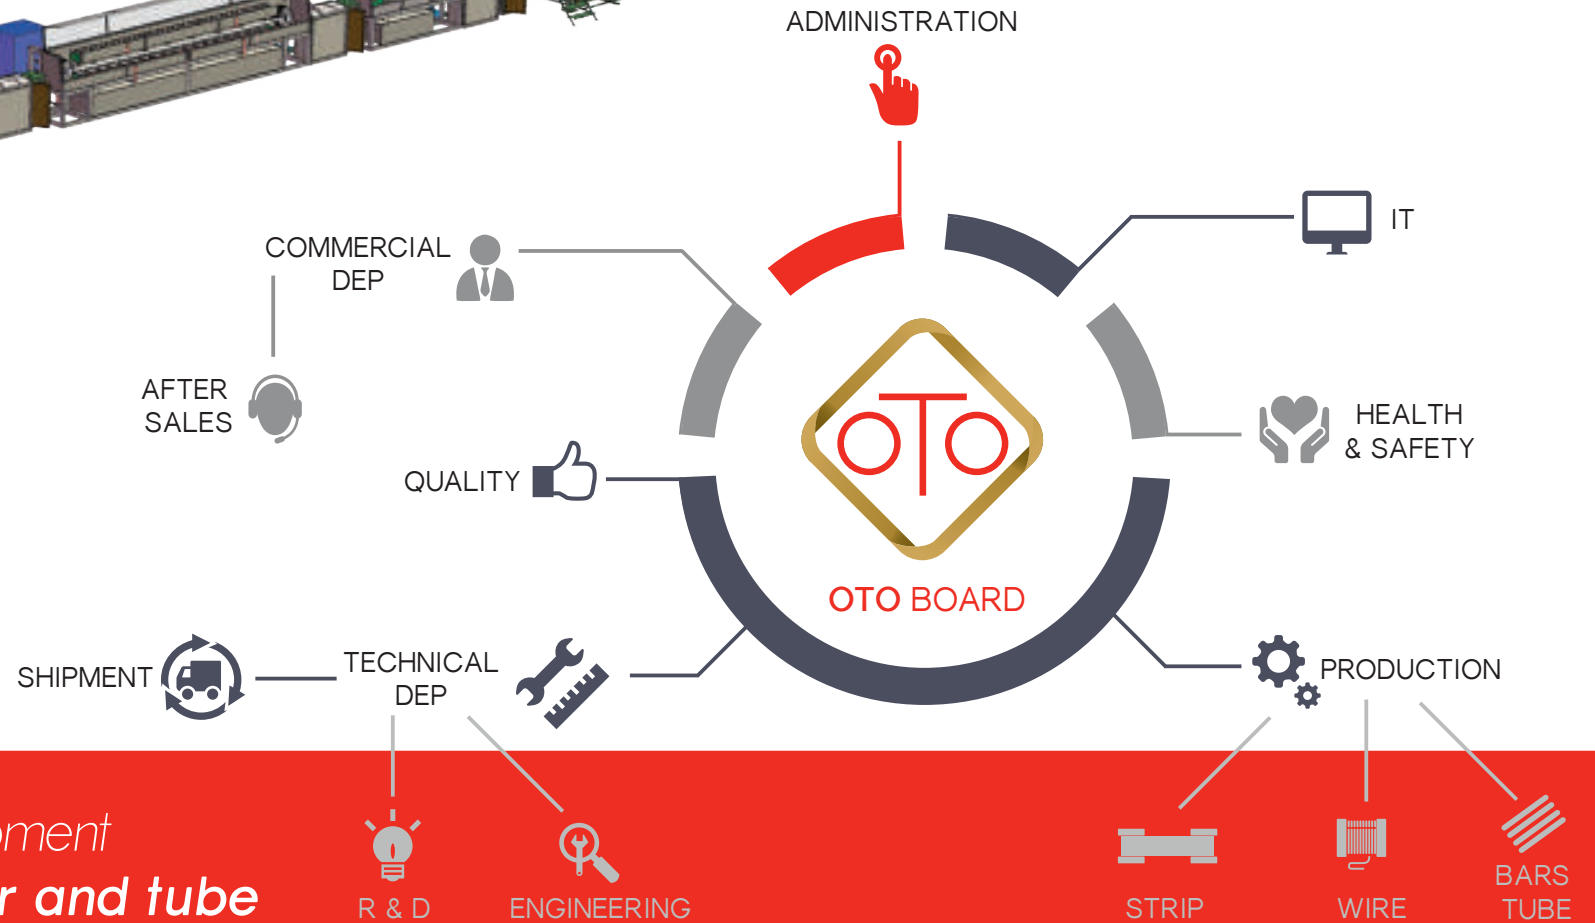 ADMINISTRATION
IT
COMMERCIAL
DEP
AFTER
SALES
HEALTH
& SAFETY
QUALITY
OTO
OTO BOARD
SHIPMENT
TECHNICAL
DEP
PRODUCTION
R & D
ENGINEERING
STRIP
WIRE
BARS
TUBE
and tube